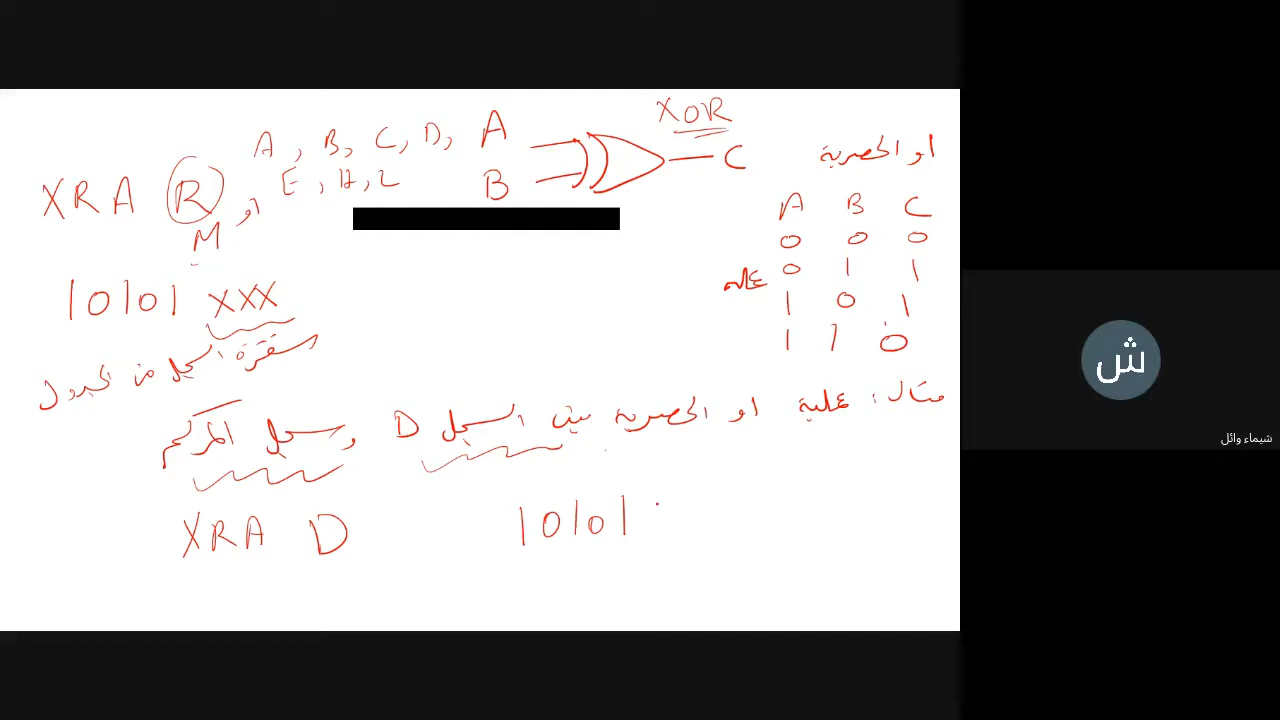 XRA R
M
او
A, B, C, D,
E, H, L
A
B
C
XOR
او الحصرية
A B C
0 0 0
0 1 1
1 0 1
1 1 0
10101 XXX
شفرة السجل من الجدول
مثال: عملية او الحصرية بين السجل D وسجل المركم
XRA D 10101
ش
شيماء وائل